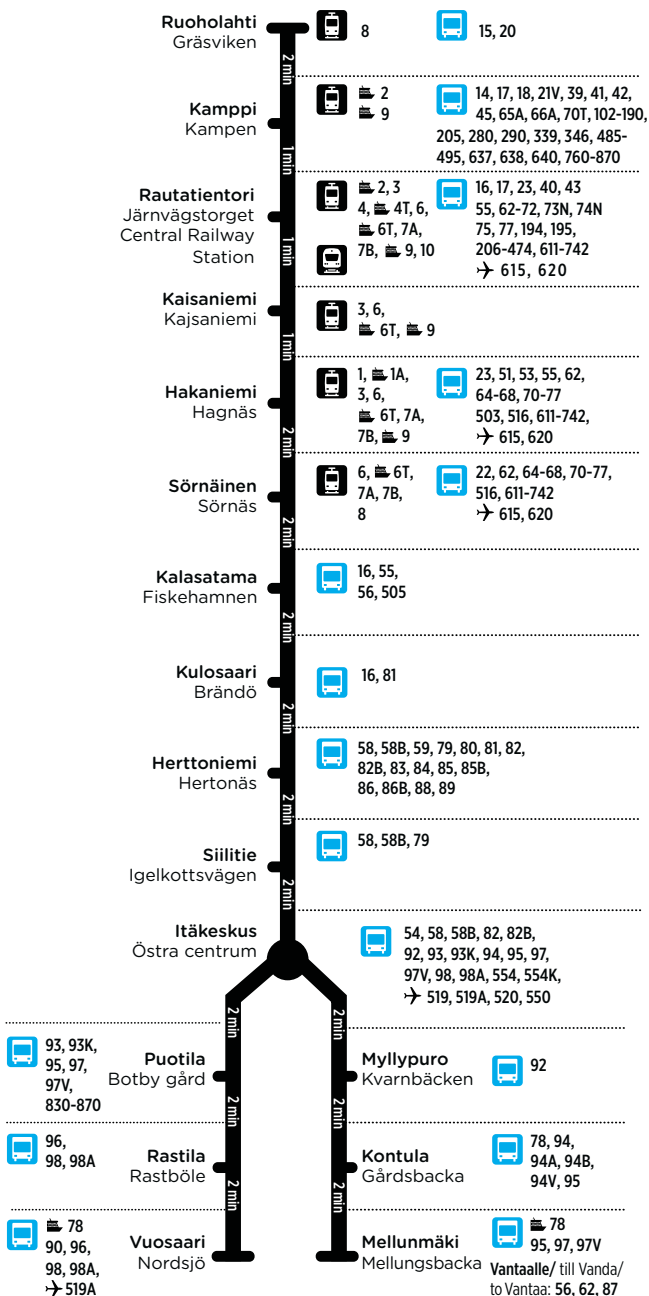 Ruoholahti
Gräsviken
8
15, 20
2 min
Kamppi
Kampen
2
9
14, 17, 18, 21V, 39, 41, 42,
45, 65A, 66A, 70T, 102-190,
205, 280, 290, 339, 346, 485-
495, 637, 638, 640, 760-870
1 min
Rautatientori
Järnvägstorget
Central Railway
Station
2, 3
4, 4T, 6,
6T, 7A,
7B, 9, 10
16, 17, 23, 40, 43
55, 62-72, 73N, 74N
75, 77, 194, 195,
206-474, 611-742
615, 620
1 min
Kaisaniemi
Kajsaniemi
3, 6,
6T, 9
1 min
Hakaniemi
Hagnäs
1, 1A,
3, 6,
6T, 7A,
7B, 9
23, 51, 53, 55, 62,
64-68, 70-77
503, 516, 611-742,
615, 620
2 min
Sörnäinen
Sörnäs
6, 6T,
7A, 7B,
8
22, 62, 64-68, 70-77,
516, 611-742
615, 620
2 min
Kalasatama
Fiskehamnen
16, 55,
56, 505
2 min
Kulosaari
Brändö
16, 81
2 min
Herttoniemi
Hertonäs
58, 58B, 59, 79, 80, 81, 82,
82B, 83, 84, 85, 85B,
86, 86B, 88, 89
2 min
Siilitie
Igelkottsvägen
58, 58B, 79
2 min
Itäkeskus
Östra centrum
54, 58, 58B, 82, 82B,
92, 93, 93K, 94, 95, 97,
97V, 98, 98A, 554, 554K,
519, 519A, 520, 550
2 min
2 min
93, 93K,
95, 97,
97V,
830-870
Puotila
Botby gård
Myllypuro
Kvarnbäcken
92
2 min
2 min
96,
98, 98A
Rastila
Rastböle
Kontula
Gårdsbacka
78, 94,
94A, 94B,
94V, 95
2 min
2 min
78
90, 96,
98, 98A,
519A
Vuosaari
Nordsjö
Mellunmäki
Mellungsbacka
78
95, 97, 97V
Vantaalle/ till Vanda/
to Vantaa: 56, 62, 87